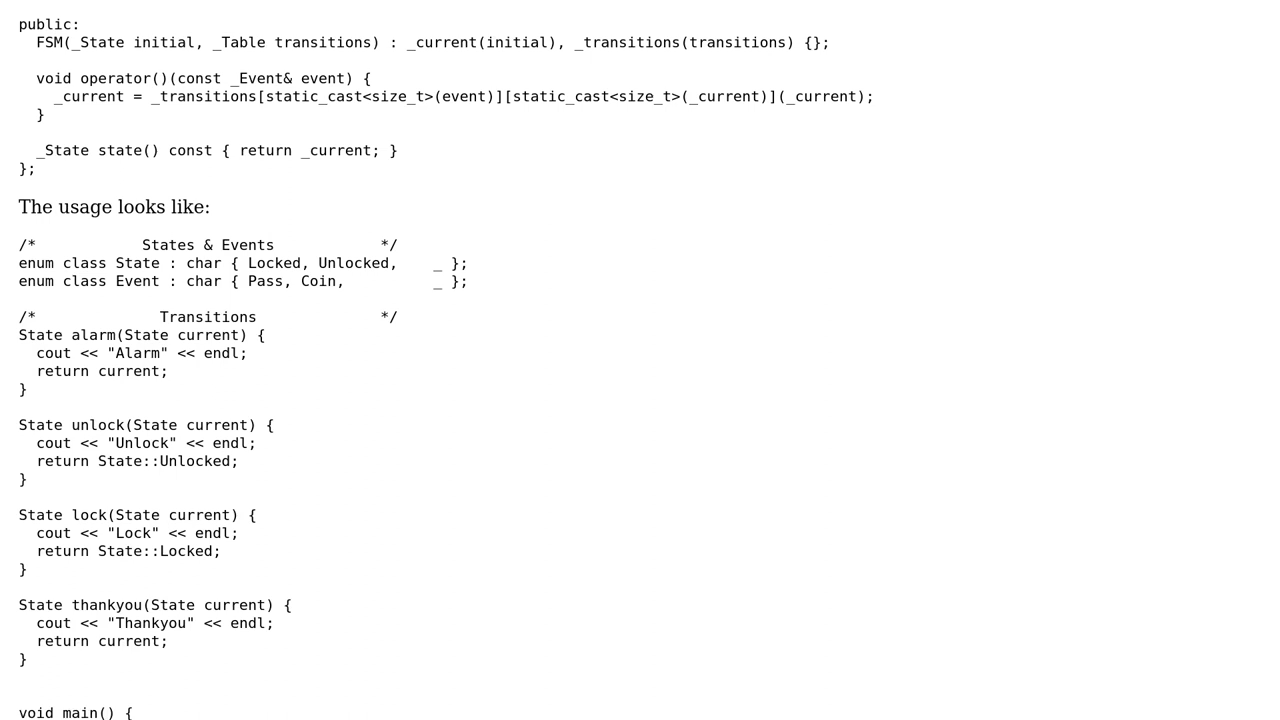 public:
  FSM(_State initial, _Table transitions) : _current(initial), _transitions(transitions) {};

  void operator()(const _Event& event) {
    _current = _transitions[static_cast<size_t>(event)][static_cast<size_t>(_current)](_current);
  }

  _State state() const { return _current; }
};

The usage looks like:

/*            States & Events            */
enum class State : char { Locked, Unlocked,    _ };
enum class Event : char { Pass, Coin,          _ };

/*              Transitions              */
State alarm(State current) {
  cout << "Alarm" << endl;
  return current;
}

State unlock(State current) {
  cout << "Unlock" << endl;
  return State::Unlocked;
}

State lock(State current) {
  cout << "Lock" << endl;
  return State::Locked;
}

State thankyou(State current) {
  cout << "Thankyou" << endl;
  return current;
}


void main() {